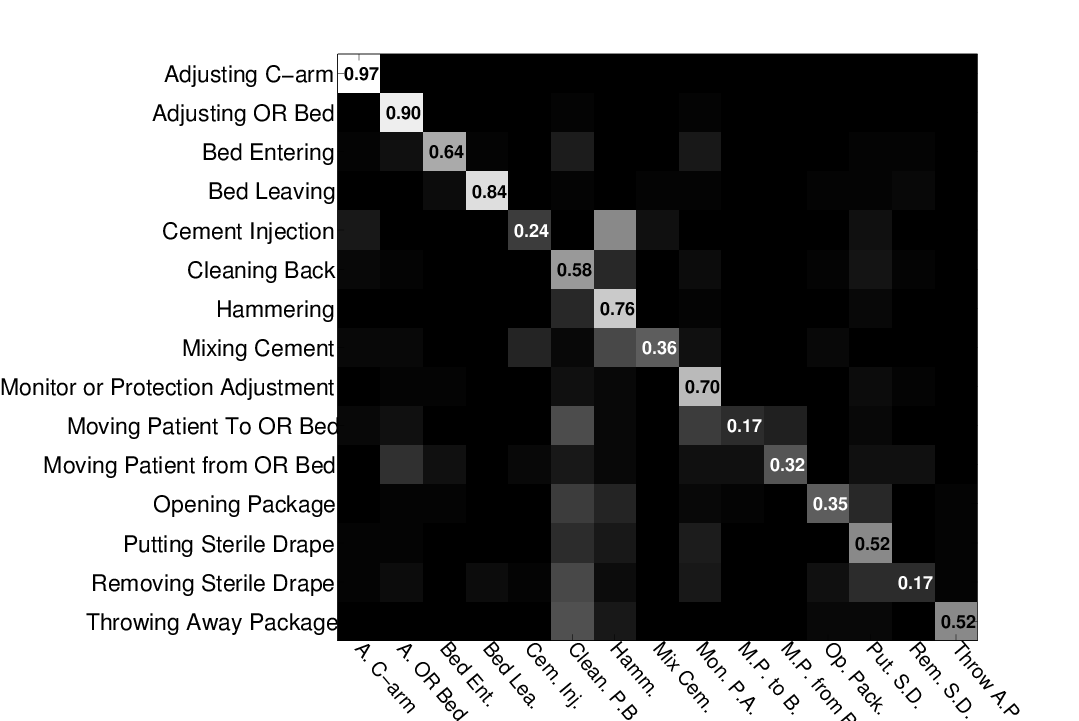 Adjusting C−arm 0.97
Adjusting OR Bed 0.90
Bed Entering 0.64
Bed Leaving 0.84
Cement Injection 0.24
Cleaning Back 0.58
Hammering 0.76
Mixing Cement 0.36
Monitor or Protection Adjustment 0.70
Moving Patient To OR Bed 0.17
Moving Patient from OR Bed 0.32
Opening Package 0.35
Putting Sterile Drape 0.52
Removing Sterile Drape 0.17
Throwing Away Package 0.52
A. C−arm
A. OR Bed
Bed Ent.
Bed Lea.
Cem. Inj.
Clean. P.B
Hamm.
Mix Cem.
Mon. P.A.
M.P. to B.
M.P. from
Op. Pack.
Put. S.D.
Rem. S.D.
Throw A.P